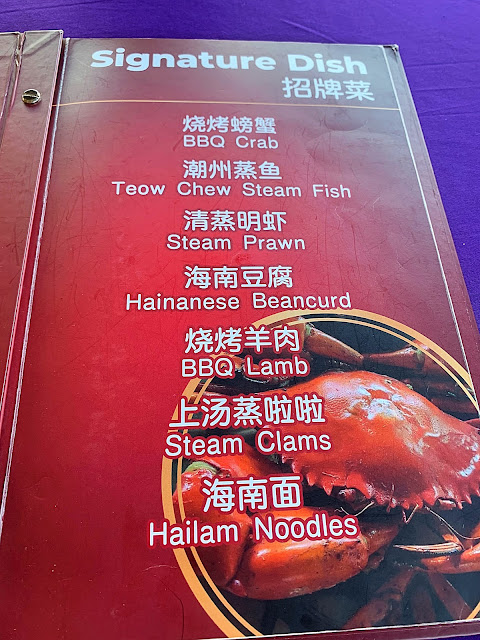 Signature Dish
招牌菜
烧烤螃蟹
BBQ Crab
潮州蒸鱼
Teow Chew Steam Fish
清蒸明虾
Steam Prawn
海南豆腐
Hainanese Beancurd
烧烤羊肉
BBQ Lamb
上汤蒸啦啦
Steam Clams
海南面
Hailam Noodles